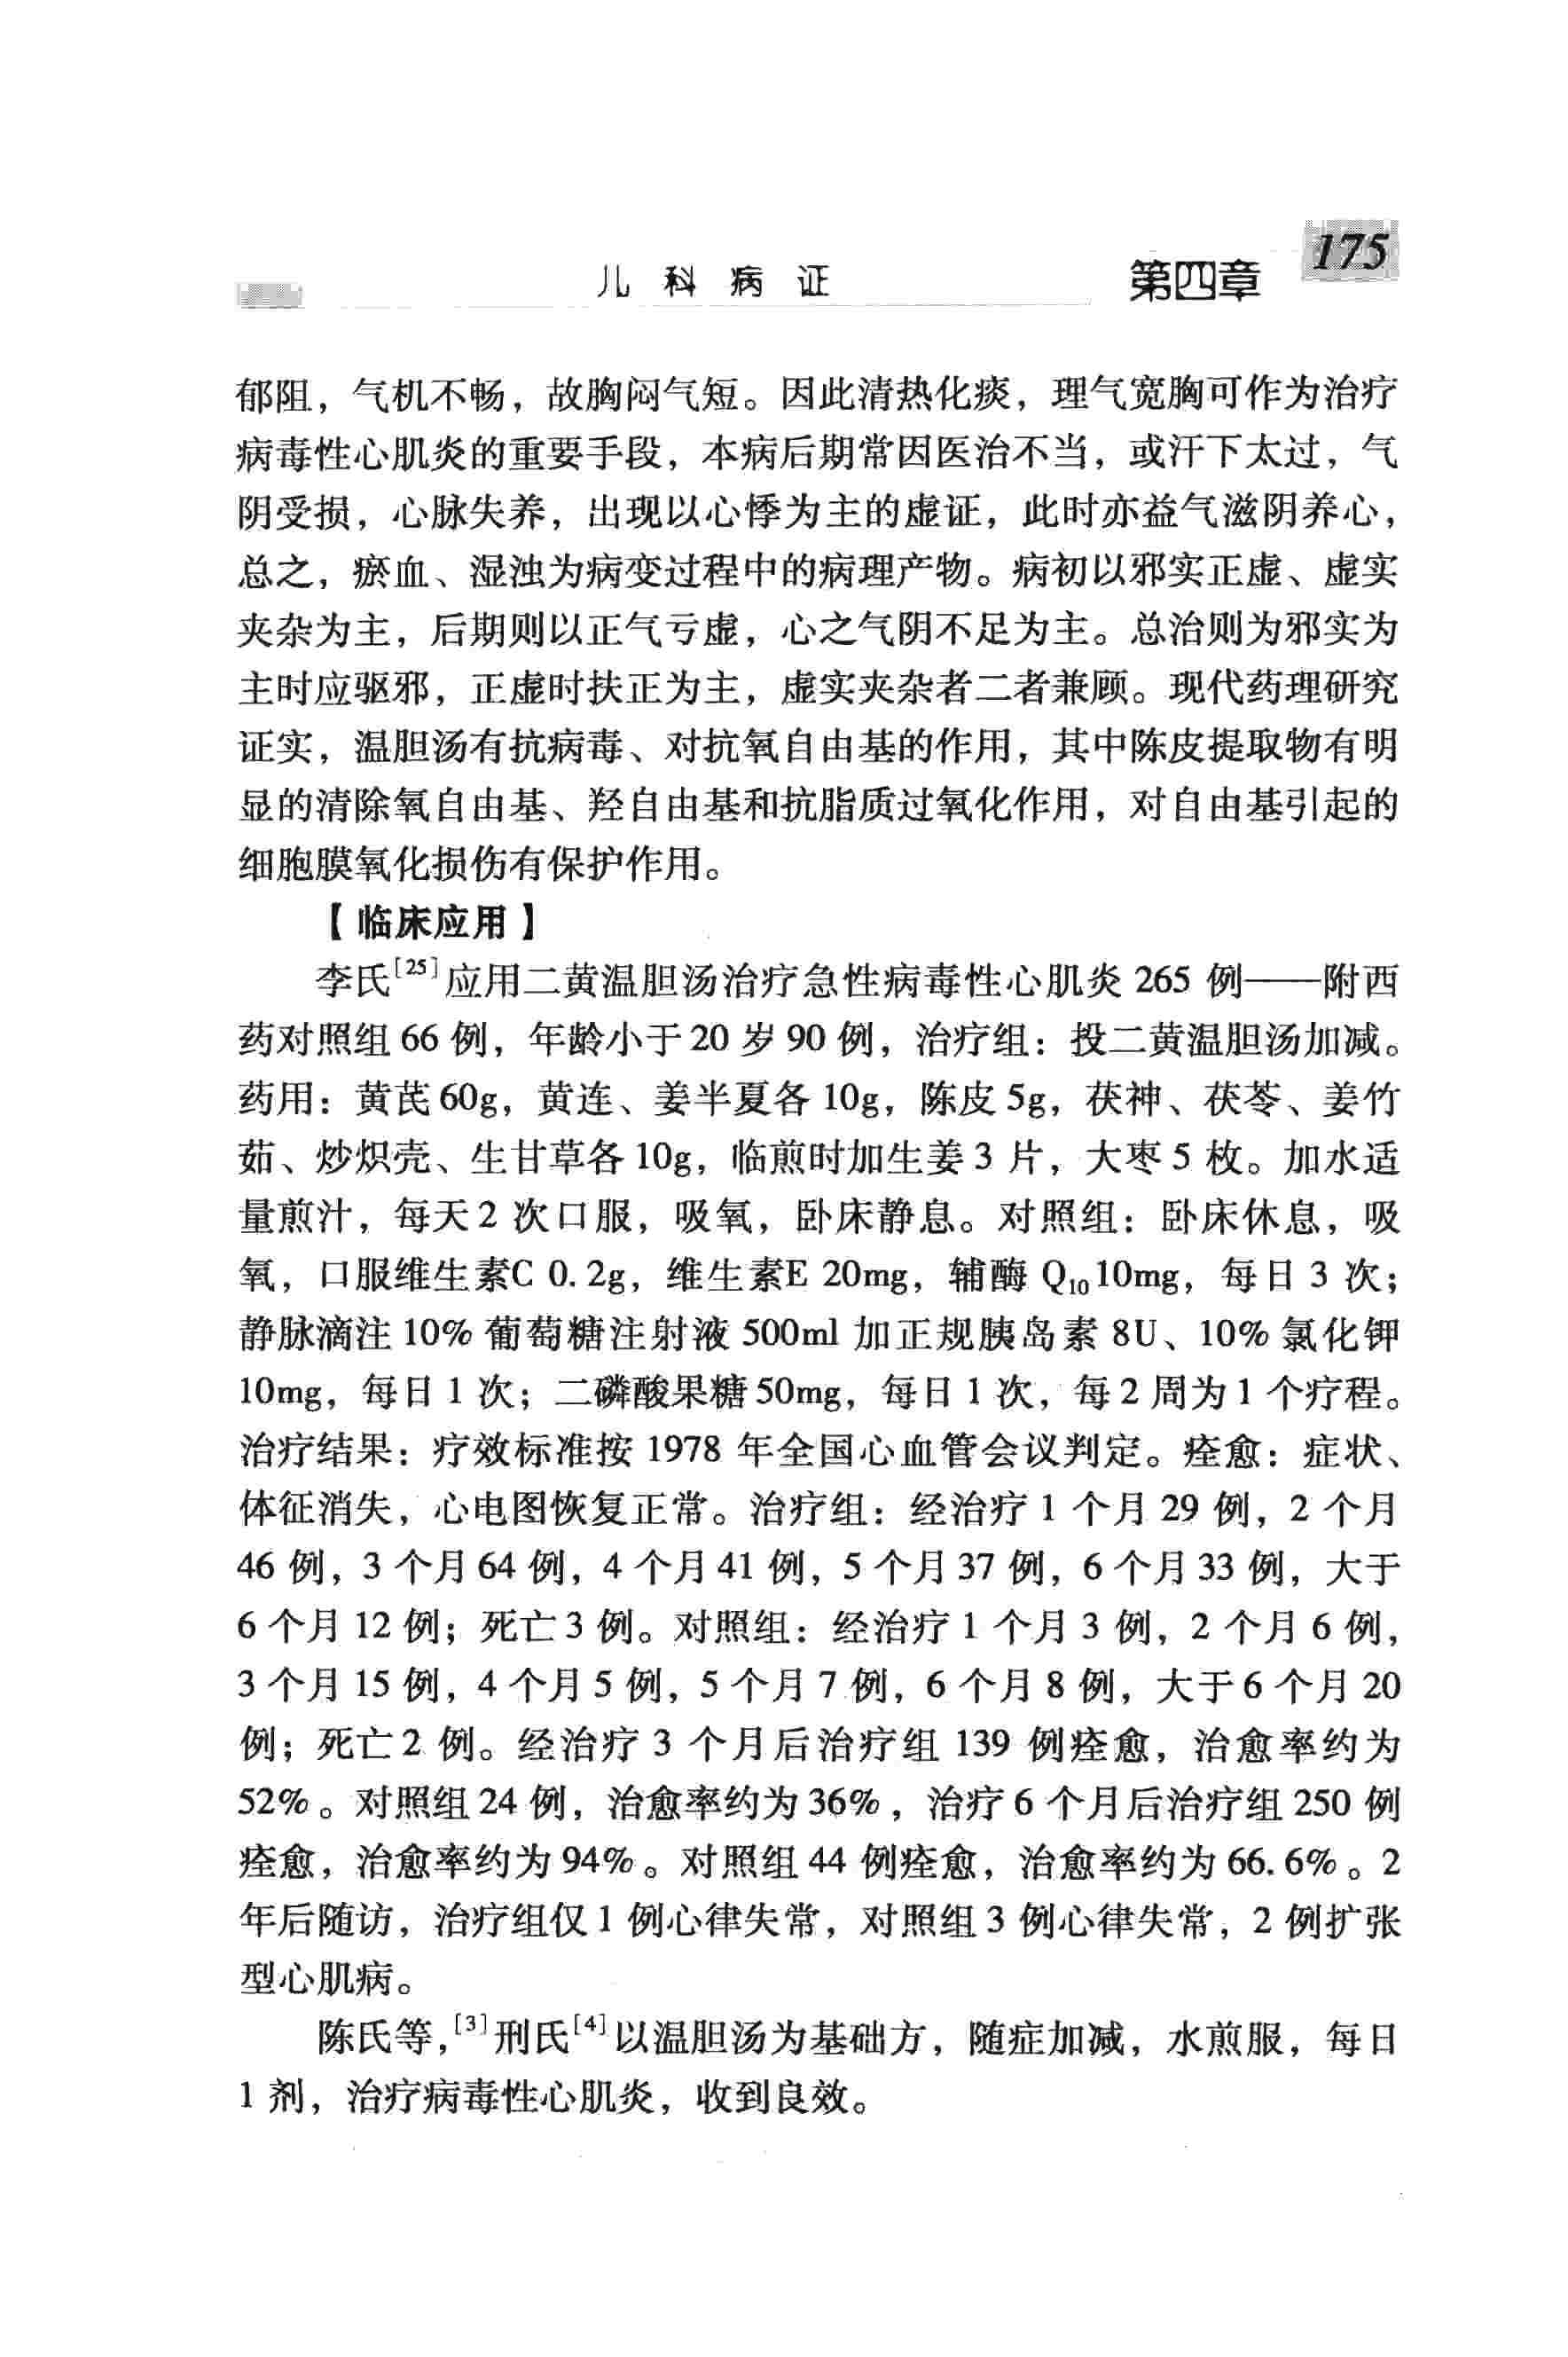 儿科病证
第四章
175
郁阻，气机不畅，故胸闷气短。因此清热化痰，理气宽胸可作为治疗
病毒性心肌炎的重要手段，本病后期常因医治不当，或汗下太过，气
阴受损，心脉失养，出现以心悸为主的虚证，此时亦益气滋阴养心，
总之，瘀血、湿浊为病变过程中的病理产物。病初以邪实正虚、虚实
夹杂为主，后期则以正气亏虚，心之气阴不足为主。总治则为邪实为
主时应驱邪，正虚时扶正为主，虚实夹杂者二者兼顾。现代药理研究
证实，温胆汤有抗病毒、对抗氧自由基的作用，其中陈皮提取物有明
显的清除氧自由基、羟自由基和抗脂质过氧化作用，对自由基引起的
细胞膜氧化损伤有保护作用。
【临床应用】
李氏[25]应用二黄温胆汤治疗急性病毒性心肌炎 265 例——附西
药对照组 66 例，年龄小于 20 岁 90 例，治疗组：投二黄温胆汤加减。
药用：黄芪 60g，黄连、姜半夏各 10g，陈皮 5g，茯神、茯苓、姜竹
茹、炒炽壳、生甘草各 10g，临煎时加生姜 3 片，大枣 5 枚。加水适
量煎汁，每天 2 次口服，吸氧，卧床静息。对照组：卧床休息，吸
氧，口服维生素C 0.2g，维生素E 20mg，辅酶 Q₁₀10mg，每日 3 次；
静脉滴注 10% 葡萄糖注射液 500ml 加正规胰岛素 8U、10% 氯化钾
10mg，每日 1 次；二磷酸果糖 50mg，每日 1 次，每 2 周为 1 个疗程。
治疗结果：疗效标准按 1978 年全国心血管会议判定。痊愈：症状、
体征消失，心电图恢复正常。治疗组：经治疗 1 个月 29 例，2 个月
46 例，3 个月 64 例，4 个月 41 例，5 个月 37 例，6 个月 33 例，大于
6 个月 12 例；死亡 3 例。对照组：经治疗 1 个月 3 例，2 个月 6 例，
3 个月 15 例，4 个月 5 例，5 个月 7 例，6 个月 8 例，大于 6 个月 20
例；死亡 2 例。经治疗 3 个月后治疗组 139 例痊愈，治愈率约为
52%。对照组 24 例，治愈率约为 36%，治疗 6 个月后治疗组 250 例
痊愈，治愈率约为 94%。对照组 44 例痊愈，治愈率约为 66.6%。2
年后随访，治疗组仅 1 例心律失常，对照组 3 例心律失常，2 例扩张
型心肌病。
陈氏等，[3]刑氏[4]以温胆汤为基础方，随症加减，水煎服，每日
1 剂，治疗病毒性心肌炎，收到良效。